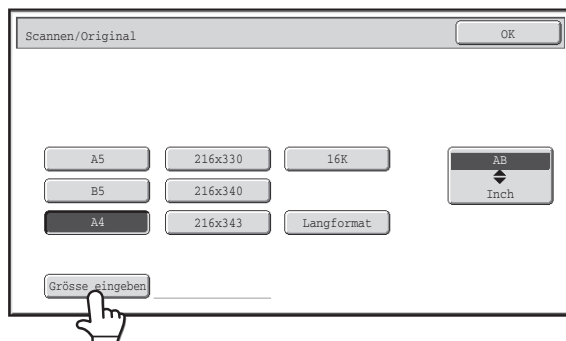 Scannen/Original OK
A5 216x330 16K AB
B5 216x340 Inch
A4 216x343 Langformat
Grösse eingeben